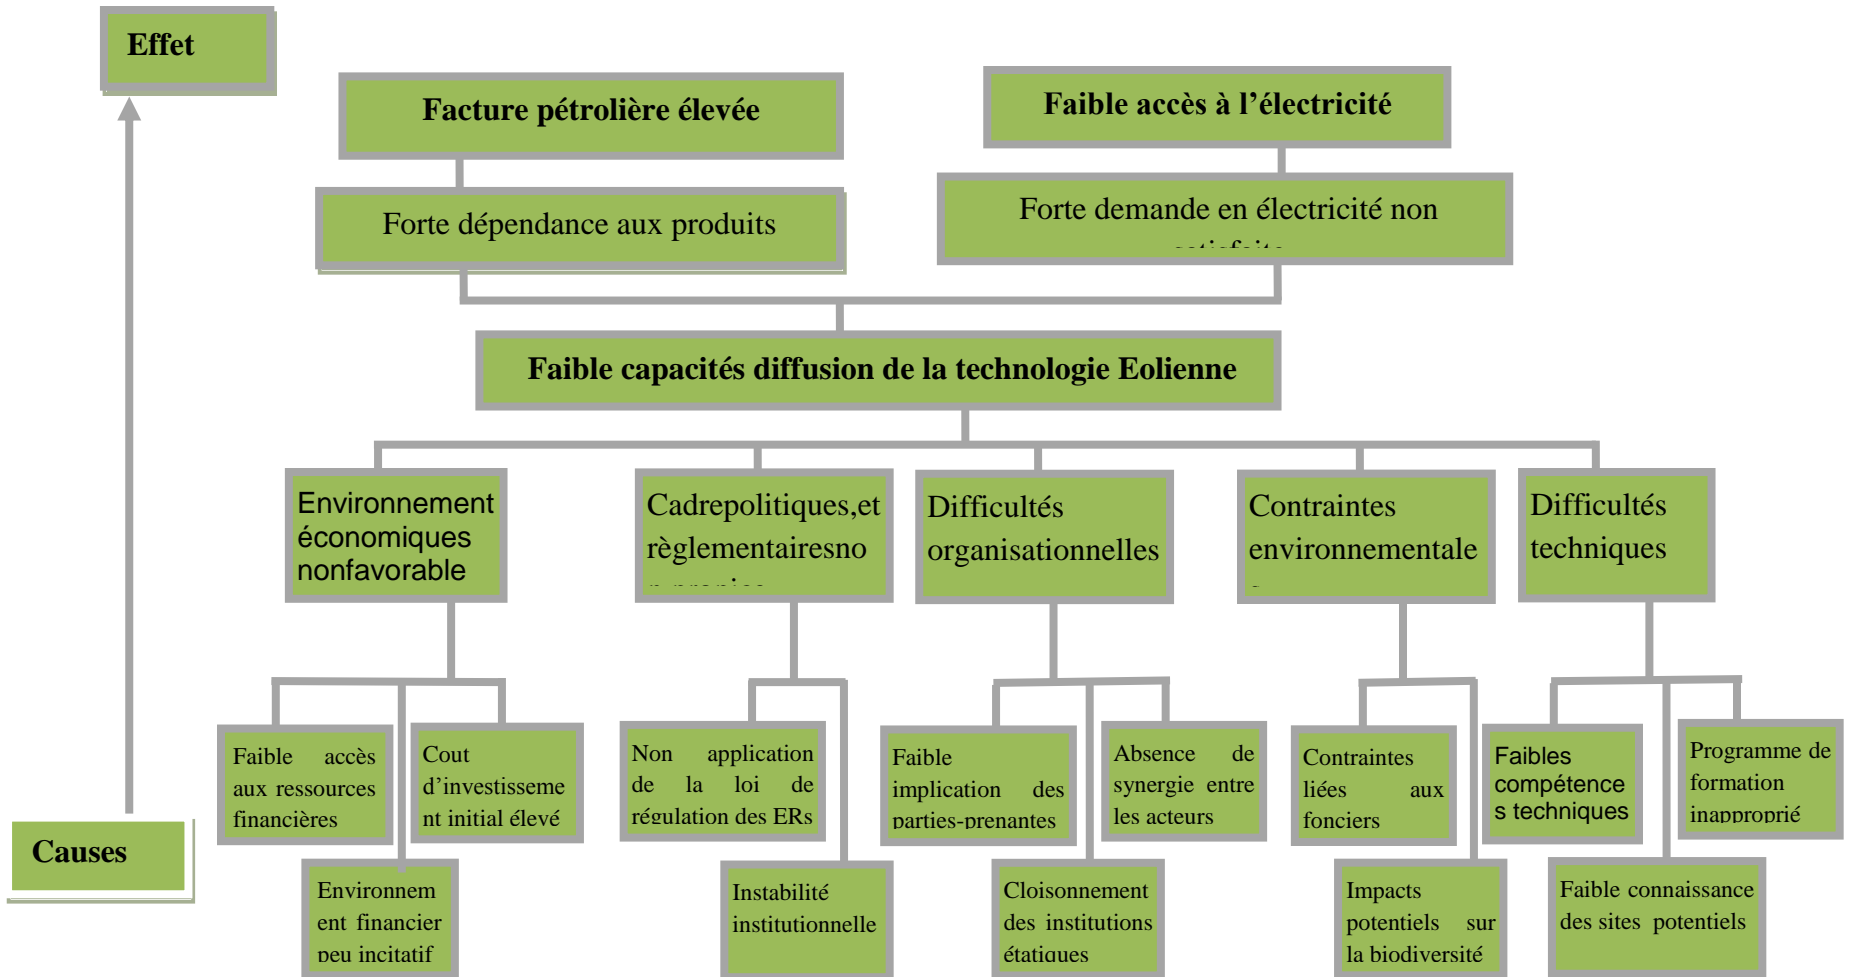 Effet
Facture pétrolière élevée
Faible accès à l’électricité
Forte dépendance aux produits
Forte demande en électricité non
satisfaite
Faible capacités diffusion de la technologie Eolienne
Environnement
économiques
nonfavorable
Cadrepolitiques,et
règlementairesno
n propice
Difficultés
organisationnelles
Contraintes
environnementale
s
Difficultés
techniques
Faible accès
aux ressources
financières
Cout
d’investisseme
nt initial élevé
Non application
de la loi de
régulation des ERs
Faible
implication des
parties-prenantes
Absence de
synergie entre
les acteurs
Contraintes
liées aux
fonciers
Faibles
compétence
s techniques
Programme de
formation
inapproprié
Causes
Environnem
ent financier
peu incitatif
Instabilité
institutionnelle
Cloisonnement
des institutions
étatiques
Impacts
potentiels sur
la biodiversité
Faible connaissance
des sites potentiels